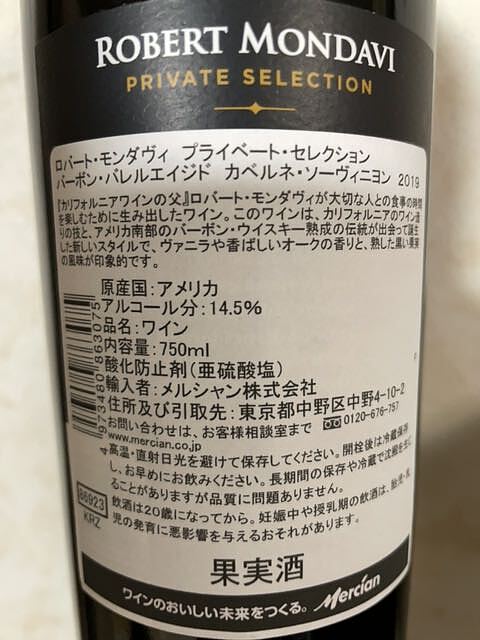 ROBERT MONDAVI
PRIVATE SELECTION
ロバート・モンダヴィ プライベート・セレクション
バーボン・バレルエイジド カベルネ・ソーヴィニヨン 2019
『カリフォルニアワインの父』ロバート・モンダヴィが大切な人との食事の時間
を楽しむために生み出したワイン。このワインは、カリフォルニアのワイン造
りの技と、アメリカ南部のバーボン・ウイスキー熟成の伝統が出会って誕生
した新しいスタイルで、ヴァニラや香ばしいオークの香りと、熟した黒い果実
の風味が印象的です。
原産国:アメリカ
アルコール分:14.5%
品名:ワイン
内容量:750ml
酸化防止剤(亜硫酸塩)
輸入者:メルシャン株式会社
住所及び引取先:東京都中野区中野4-10-2
お問い合わせは、お客様相談室まで 0120-676-757
www.mercian.co.jp
高温・直射日光を避けて保存してください。開栓後は冷蔵保存
し、お早めにお飲みください。長期間の保存や冷蔵で沈殿を生じ
ることがありますが品質に問題ありません。
飲酒は20歳になってから。妊娠中や授乳期の飲酒は、胎児・乳
児の発育に悪影響を与えるおそれがあります。
4 973480 863075
86923
KRZ
P
果実酒
ワインのおいしい未来をつくる。 Mercian